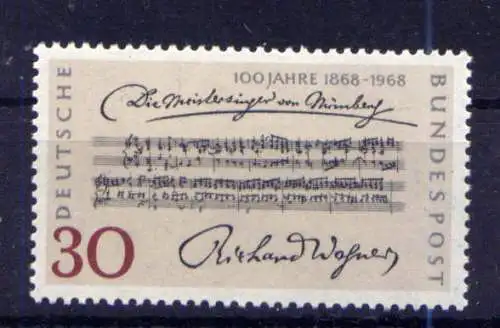 100 JAHRE 1868-1968
Die Meistersinger von Nürnberg
DEUTSCHE
BUNDESPOST
30
Richard Wagner